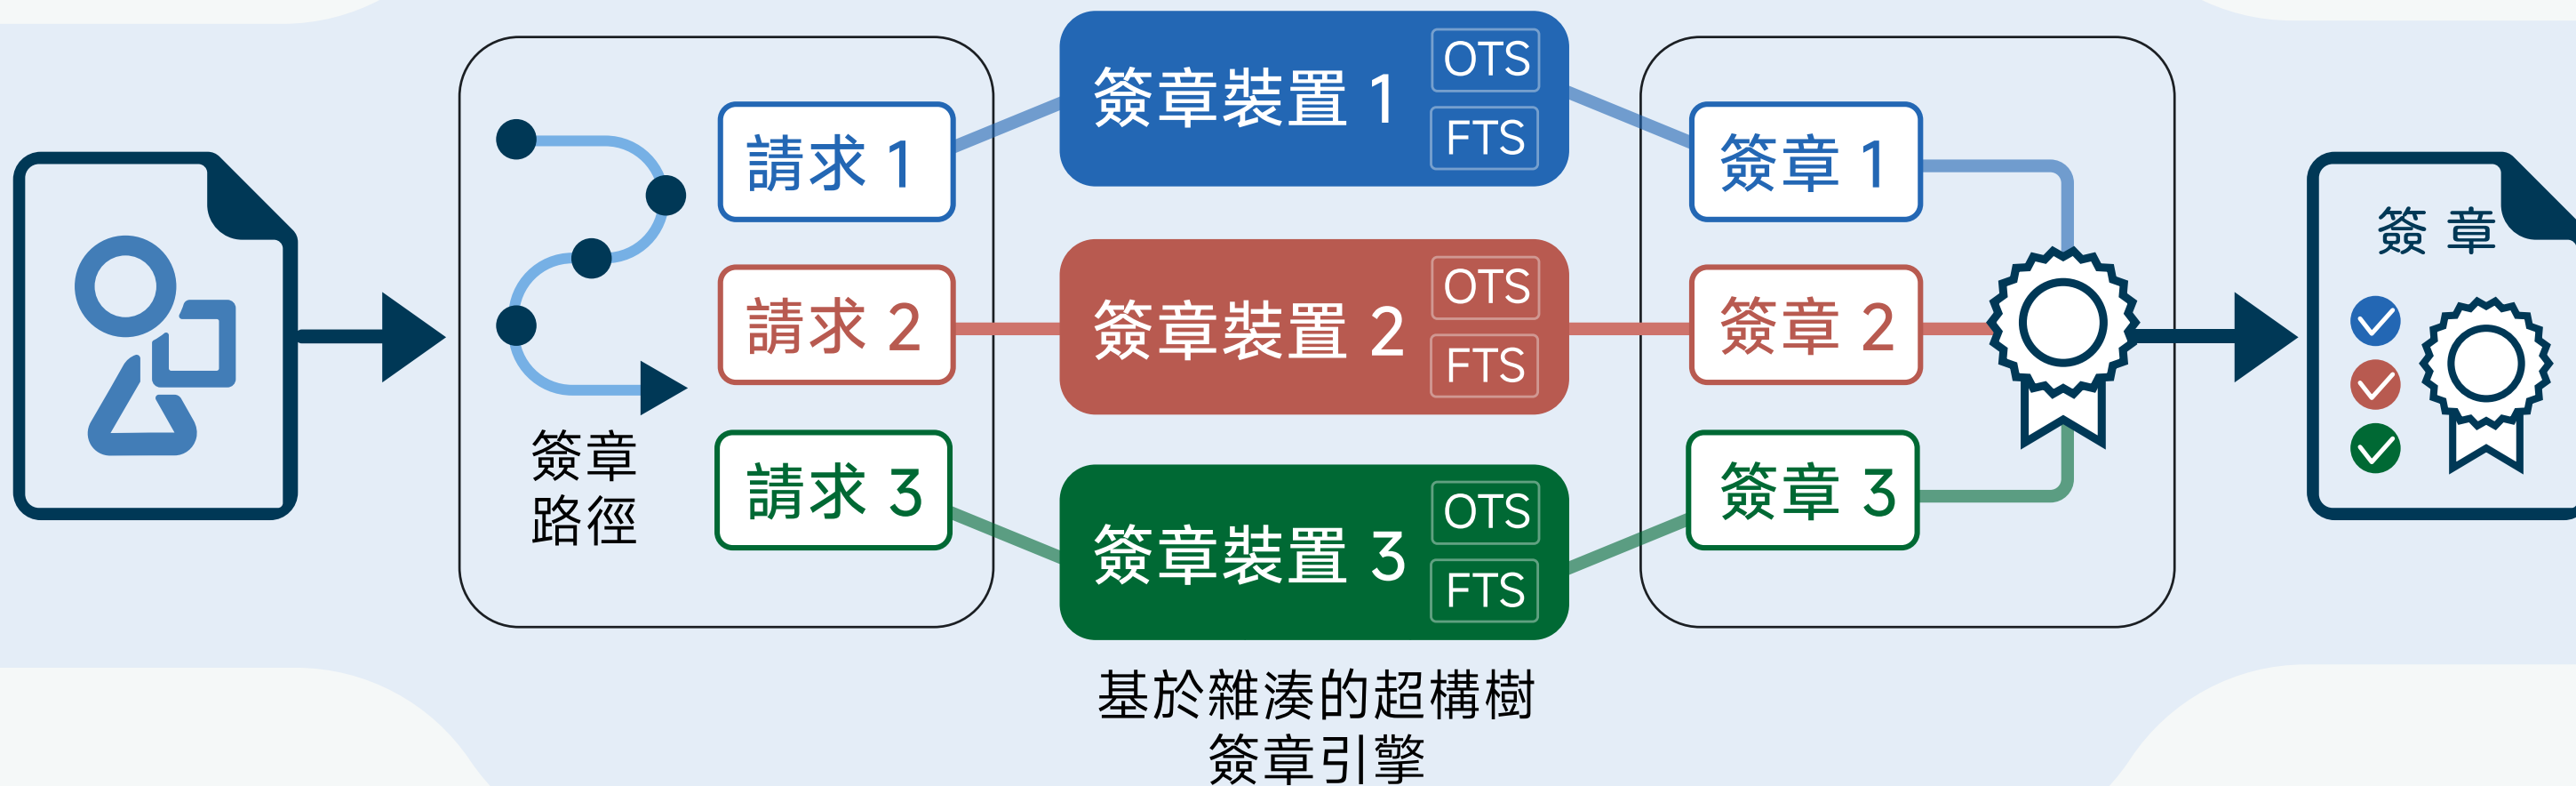 簽章
路徑
請求 1
請求 2
請求 3
簽章裝置 1
OTS
FTS
簽章裝置 2
OTS
FTS
簽章裝置 3
OTS
FTS
基於雜湊的超構樹
簽章引擎
簽章 1
簽章 2
簽章 3
簽 章